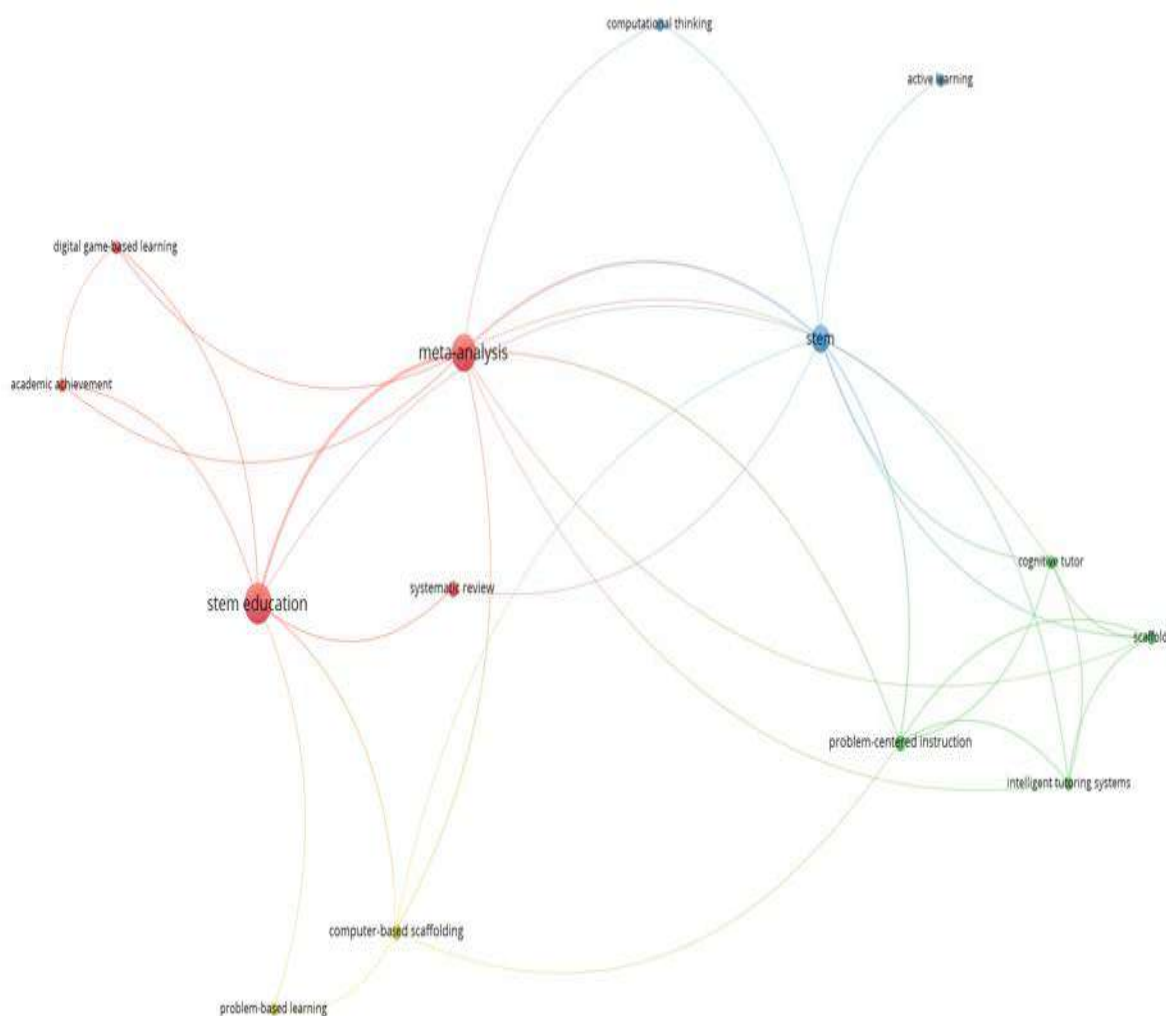 computational thinking
active learning
digital game-based learning
stem
meta-analysis
academic achievement
cognitive tutor
systematic review
stem education
scaffold
problem-centered instruction
intelligent tutoring systems
computer-based scaffolding
problem-based learning